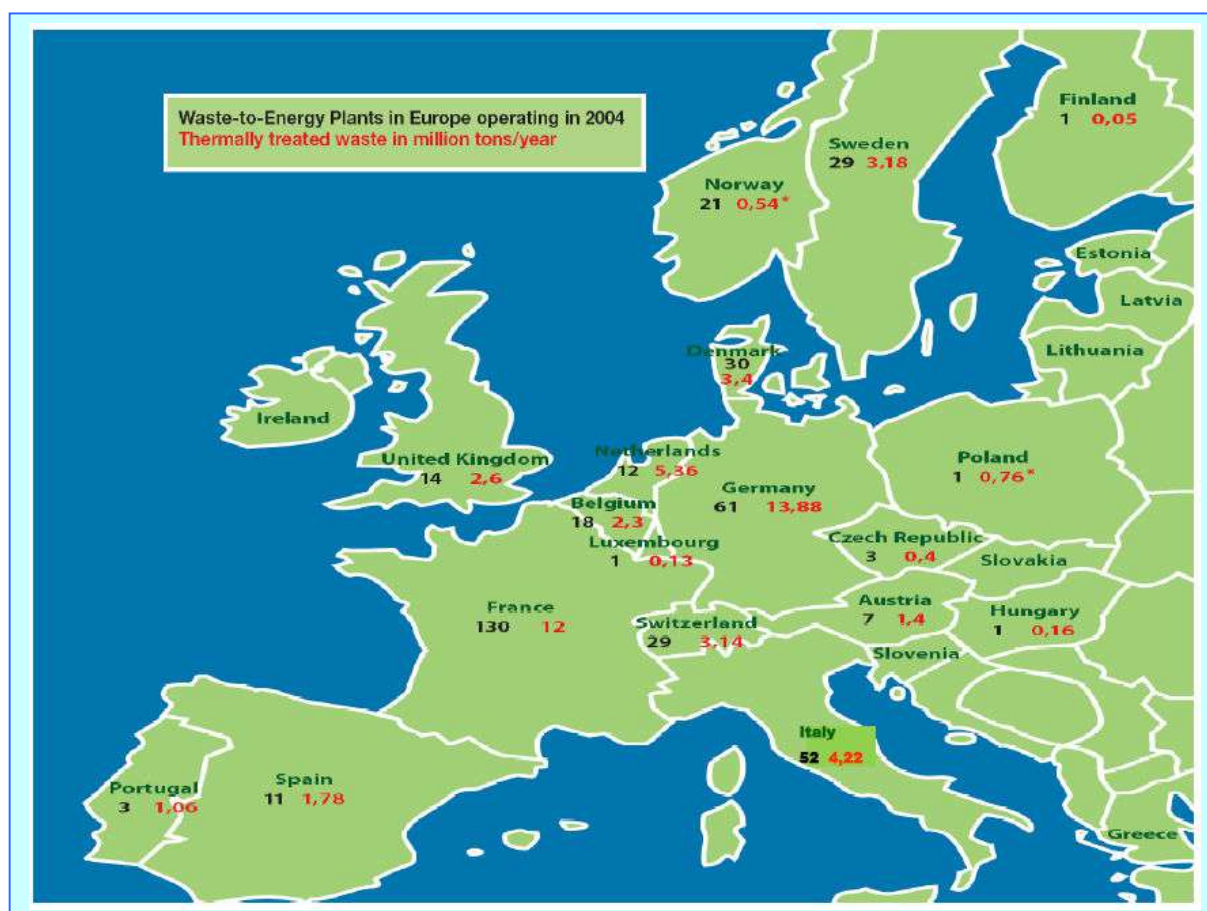 Waste-to-Energy Plants in Europe operating in 2004
Thermally treated waste in million tons/year
Finland
1 0,05
Sweden
29 3,18
Norway
21 0,54*
Estonia
Latvia
Denmark
30
3,4
Lithuania
Ireland
United Kingdom
14 2,6
Netherlands
12 5,36
Poland
1 0,76*
Germany
61 13,88
Belgium
18 2,3
Luxembourg
1 0,13
Czech Republic
3 0,4
Slovakia
France
130 12
Switzerland
29 3,14
Austria
7 1,4
Hungary
1 0,16
Slovenia
Italy
52 4,22
Portugal
3 1,06
Spain
11 1,78
Greece